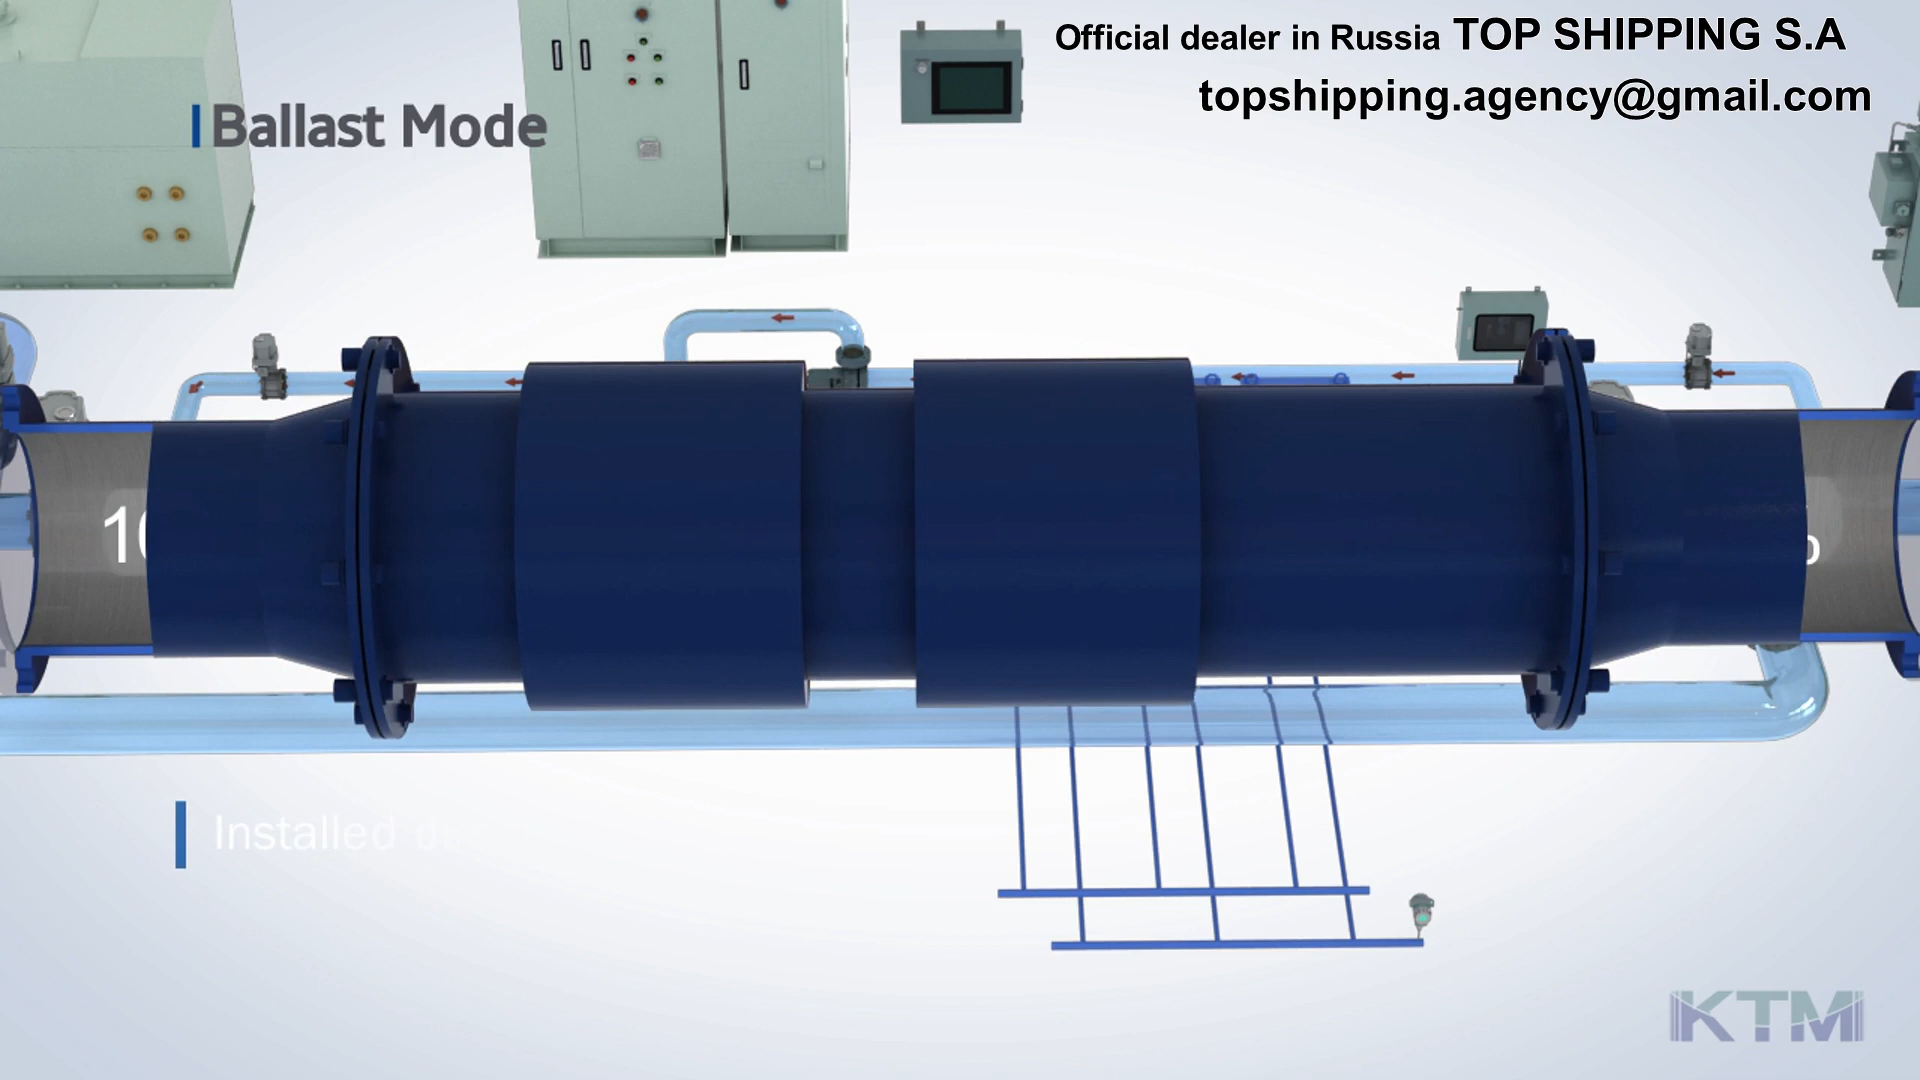 Official dealer in Russia TOP SHIPPING S.A
topshipping.agency@gmail.com
Ballast Mode
Installed
KTM